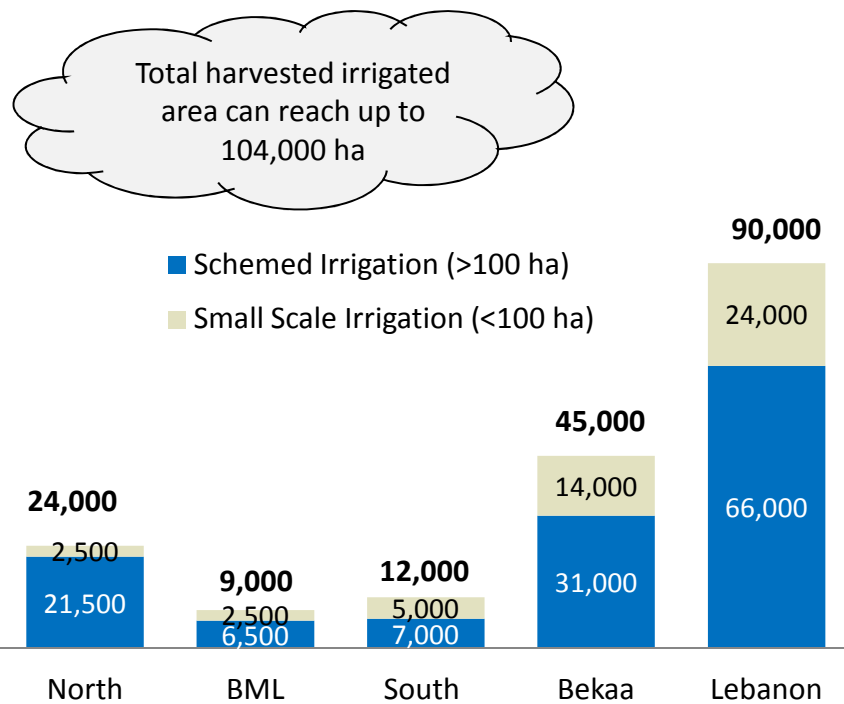 Total harvested irrigated
area can reach up to
104,000 ha
Schemed Irrigation (>100 ha)
Small Scale Irrigation (<100 ha)
90,000
24,000
66,000
45,000
14,000
31,000
24,000
2,500
21,500
9,000
2,500
6,500
12,000
5,000
7,000
North BML South Bekaa Lebanon